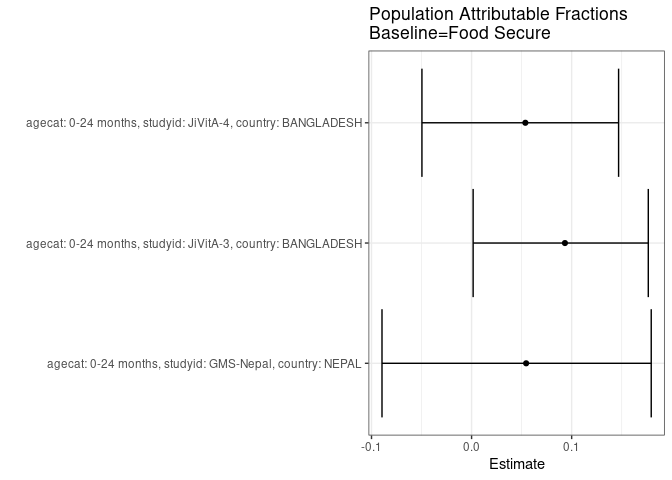 Population Attributable Fractions
Baseline=Food Secure
agecat: 0-24 months, studyid: JiVitA-4, country: BANGLADESH
agecat: 0-24 months, studyid: JiVitA-3, country: BANGLADESH
agecat: 0-24 months, studyid: GMS-Nepal, country: NEPAL
-0.1 0.0 0.1
Estimate